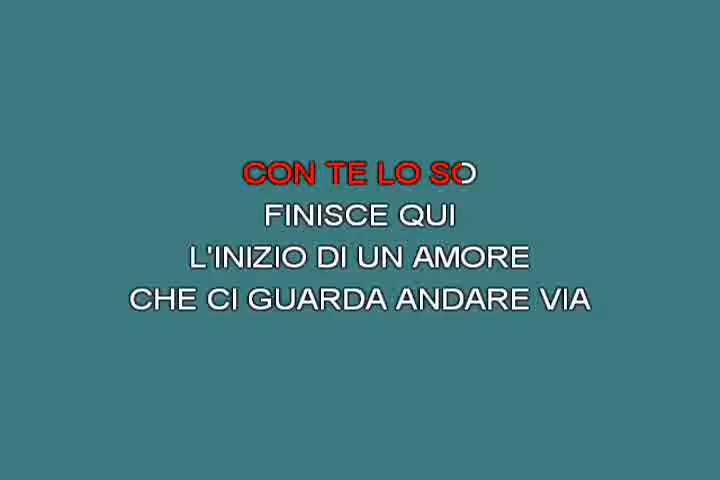 CON TE LO SO
FINISCE QUI
L'INIZIO DI UN AMORE
CHE CI GUARDA ANDARE VIA